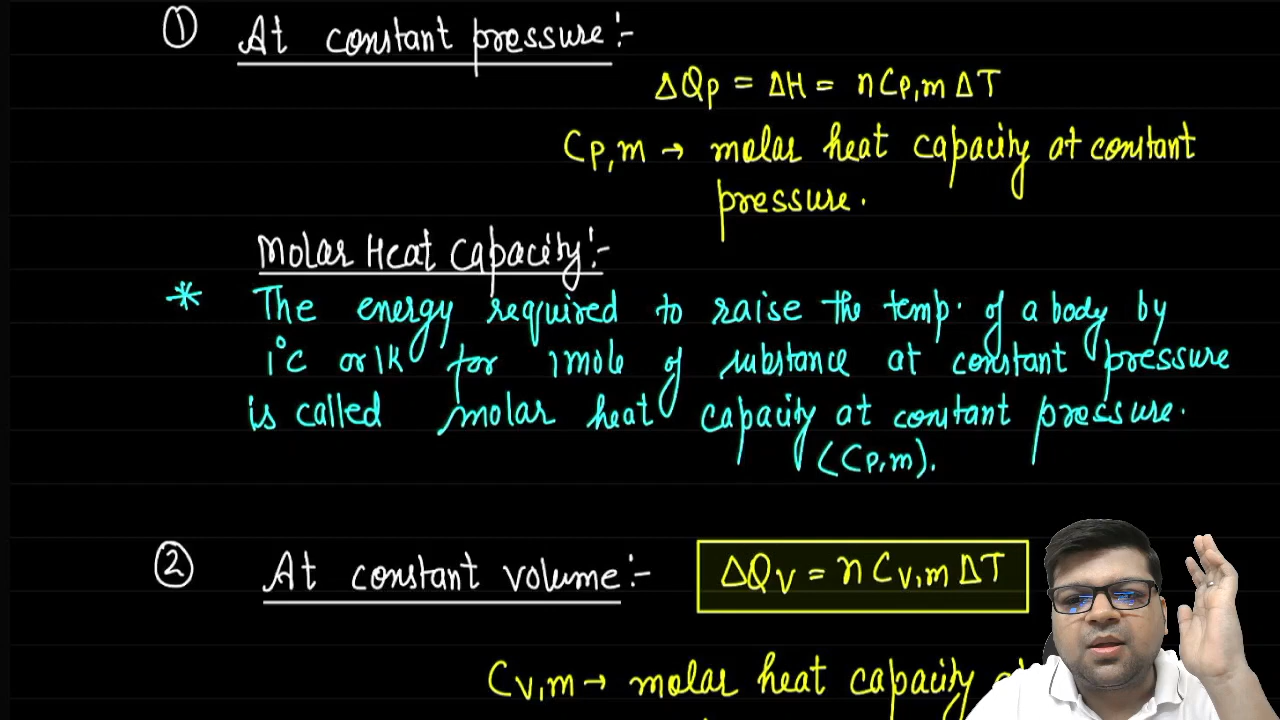 ① At constant pressure:-
ΔQp = ΔH = nCp,m ΔT
Cp,m → molar heat capacity at constant
pressure.
Molar Heat Capacity:-
* The energy required to raise the temp. of a body by
1°C or 1K for 1mole of substance at constant pressure
is called molar heat capacity at constant pressure.
(Cp,m).
② At constant volume:- ΔQv = nCv,m ΔT
Cv,m → molar heat capacity